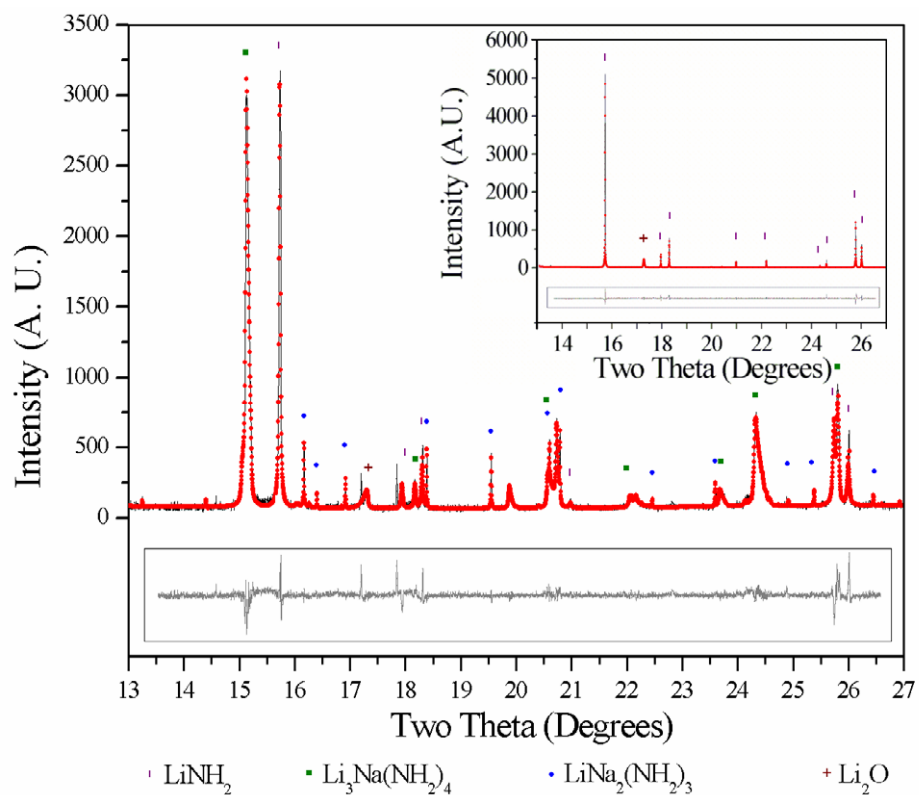 3500
3000
2500
2000
1500
1000
500
0
Intensity (A. U.)
13 14 15 16 17 18 19 20 21 22 23 24 25 26 27
Two Theta (Degrees)
6000
5000
4000
3000
2000
1000
0
Intensity (A.U.)
14 16 18 20 22 24 26
Two Theta (Degrees)
LiNH₂ Li₃Na(NH₂)₄ LiNa₂(NH₂)₃ Li₂O